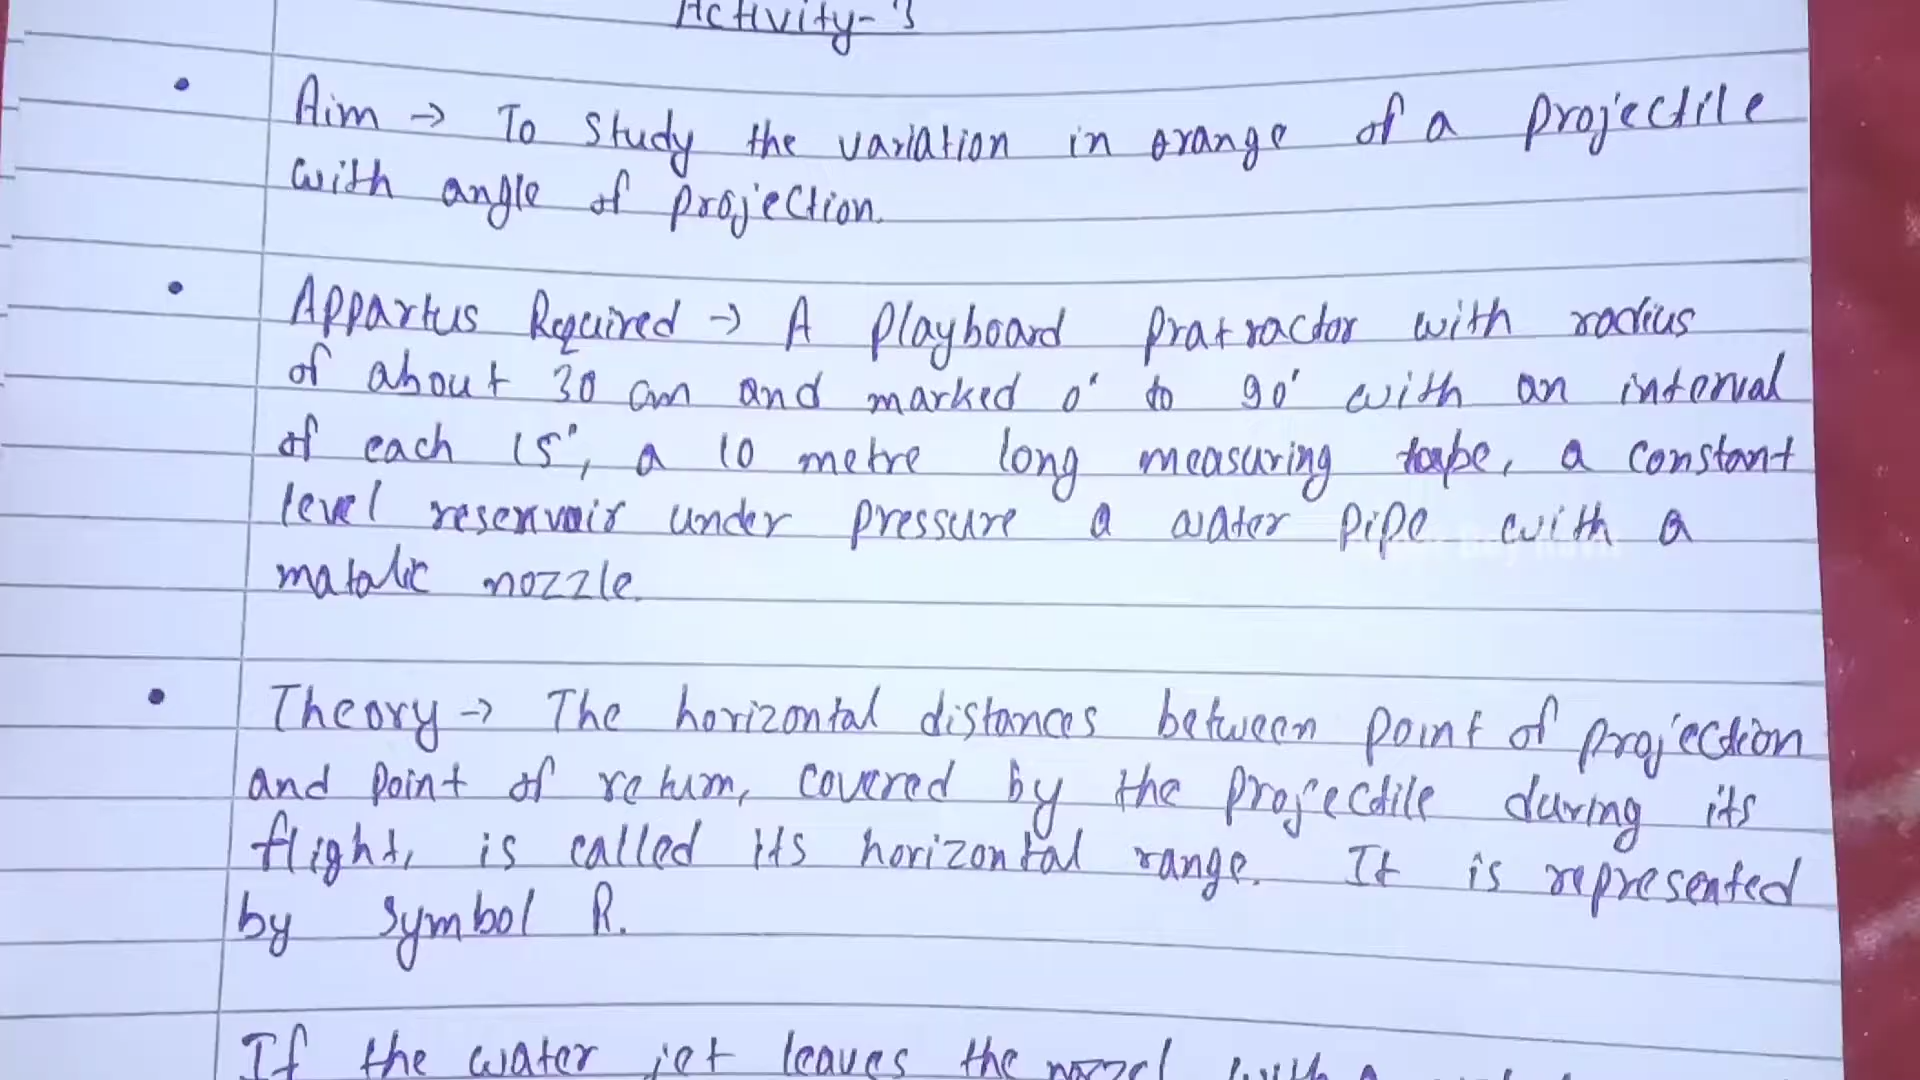 Activity-3
Aim → To study the variation in orange of a projectile
with angle of projection.
Appartus Required → A Playboard Pratractor with radius
of about 30 cm and marked 0° to 90° with an interval
of each 15°, a 10 metre long measuring tape, a constant
level reservoir under pressure a water pipe with a
matalic nozzle.
Theory → The horizontal distances between point of projection
and point of return, covered by the projectile during its
flight, is called its horizontal range. It is represented
by symbol R.
If the water jet leaves the nozzel with a